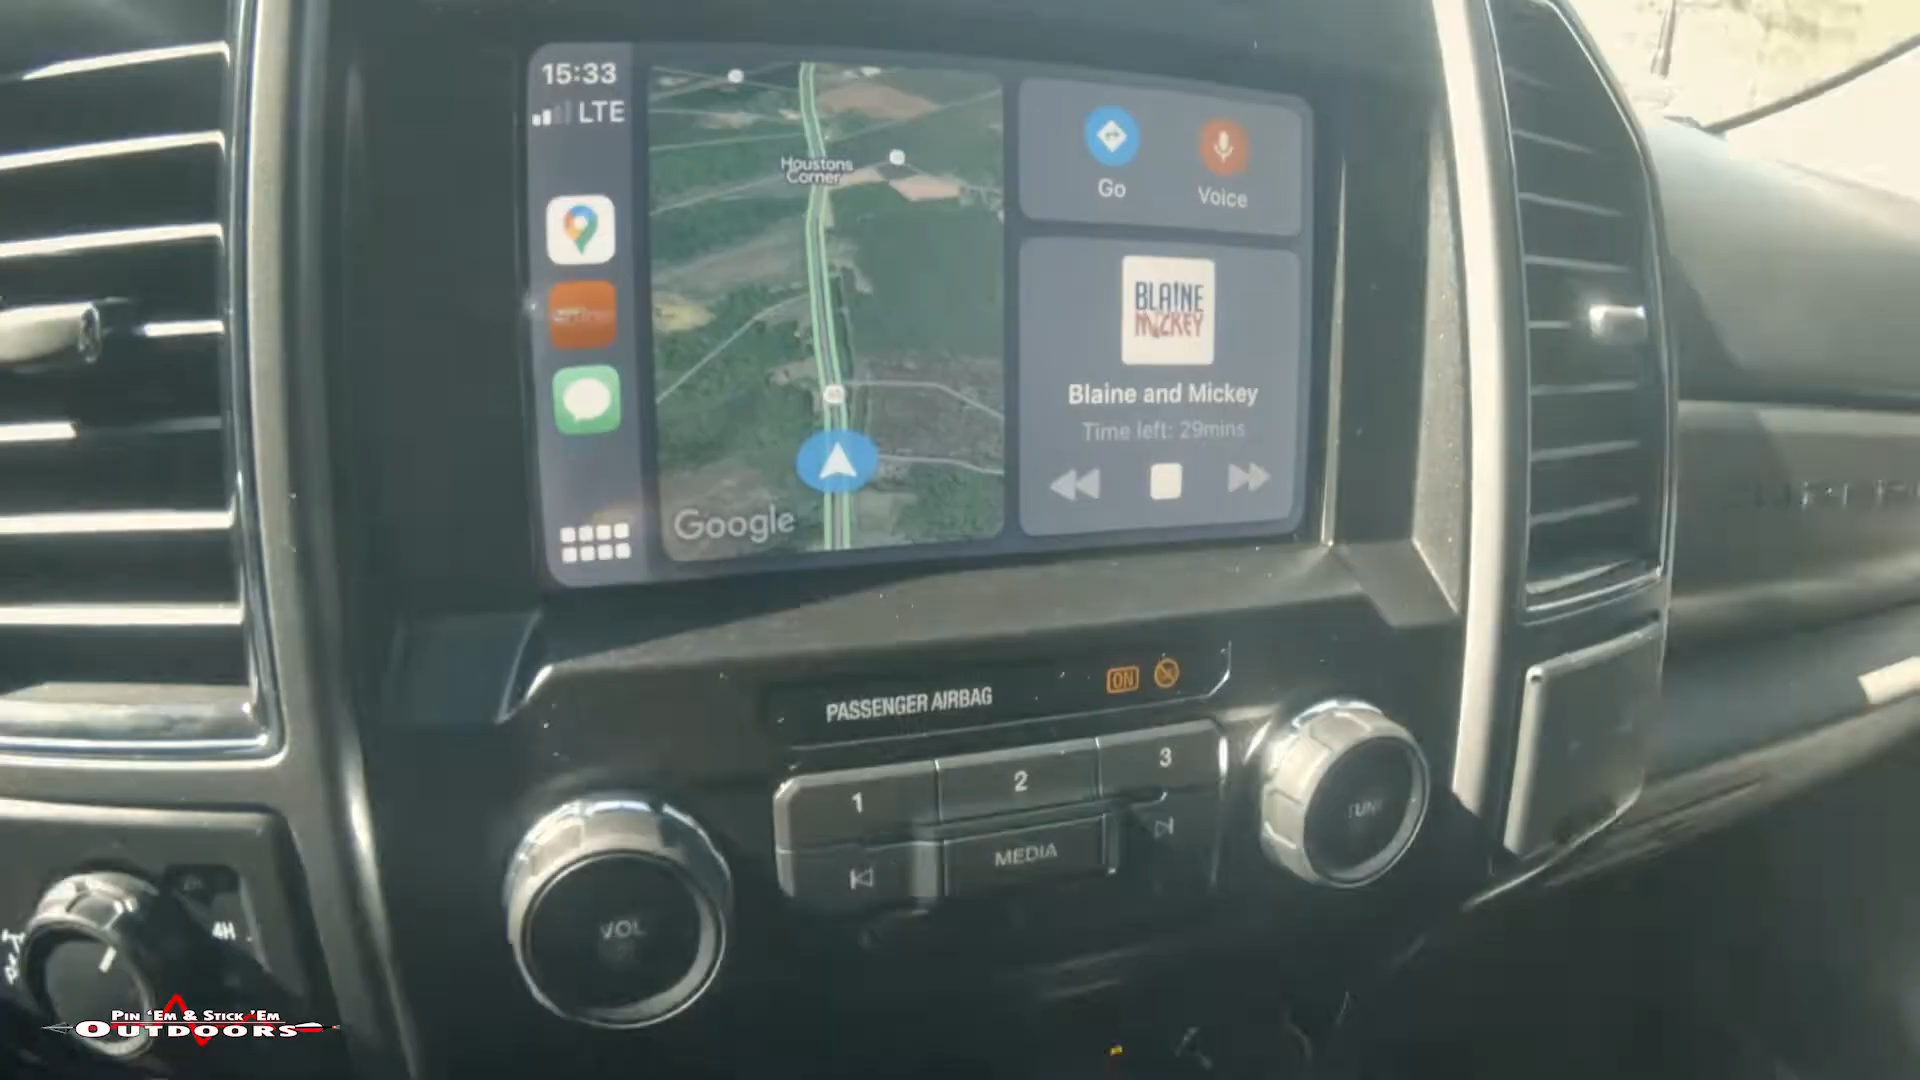 15:33
LTE
Houstons
Corner
Google
Go
Voice
BLAINE
MICKEY
Blaine and Mickey
Time left: 29mins
PASSENGER AIRBAG
ON
1
2
3
MEDIA
VOL
TUNE
4H
PIN 'EM & STICK 'EM
OUTDOORS